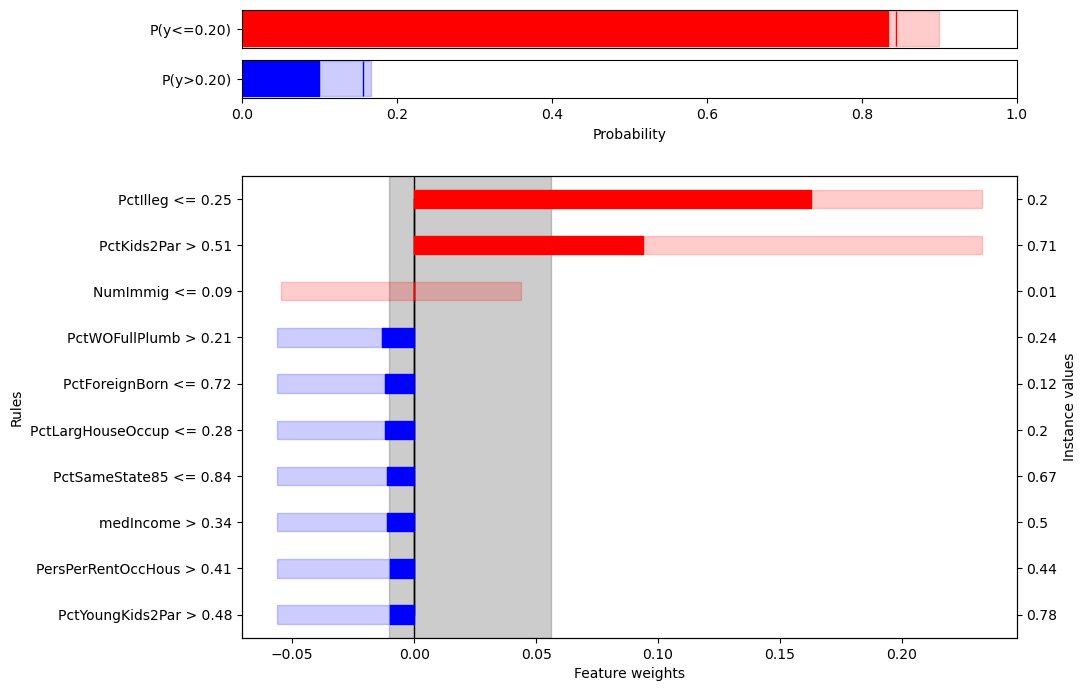 P(y<=0.20)
P(y>0.20)
0.0 0.2 0.4 0.6 0.8 1.0
Probability
PctIlleg <= 0.25 0.2
PctKids2Par > 0.51 0.71
NumImmig <= 0.09 0.01
PctWOFullPlumb > 0.21 0.24
PctForeignBorn <= 0.72 0.12
PctLargHouseOccup <= 0.28 0.2
PctSameState85 <= 0.84 0.67
medIncome > 0.34 0.5
PersPerRentOccHous > 0.41 0.44
PctYoungKids2Par > 0.48 0.78
Rules
Instance values
−0.05 0.00 0.05 0.10 0.15 0.20
Feature weights